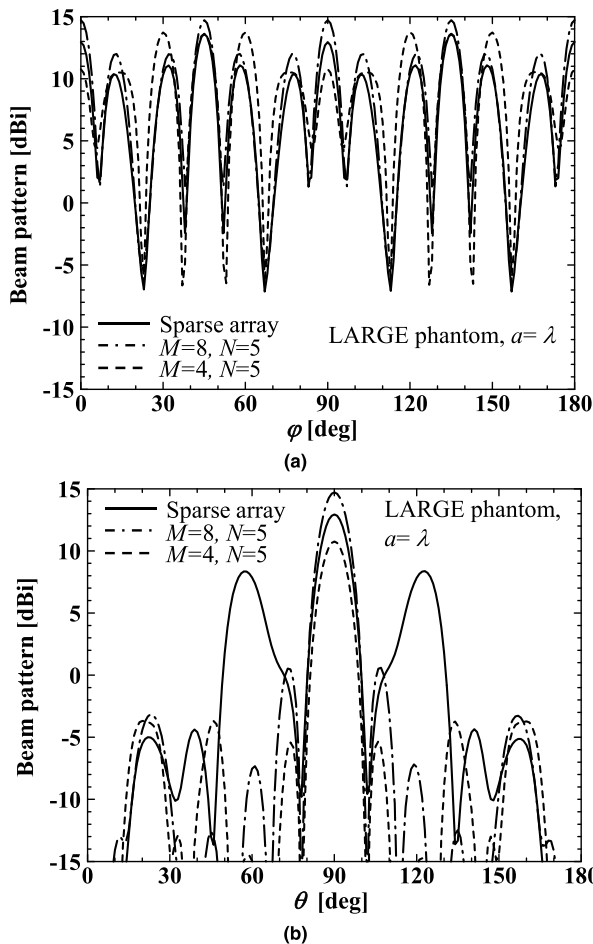 15
10
5
0
-5
-10
-15
Beam pattern [dBi]
Sparse array
M=8, N=5
M=4, N=5
LARGE phantom, a= λ
0 30 60 90 120 150 180
φ [deg]
(a)
15
10
5
0
-5
-10
-15
Beam pattern [dBi]
Sparse array
M=8, N=5
M=4, N=5
LARGE phantom,
a= λ
0 30 60 90 120 150 180
θ [deg]
(b)